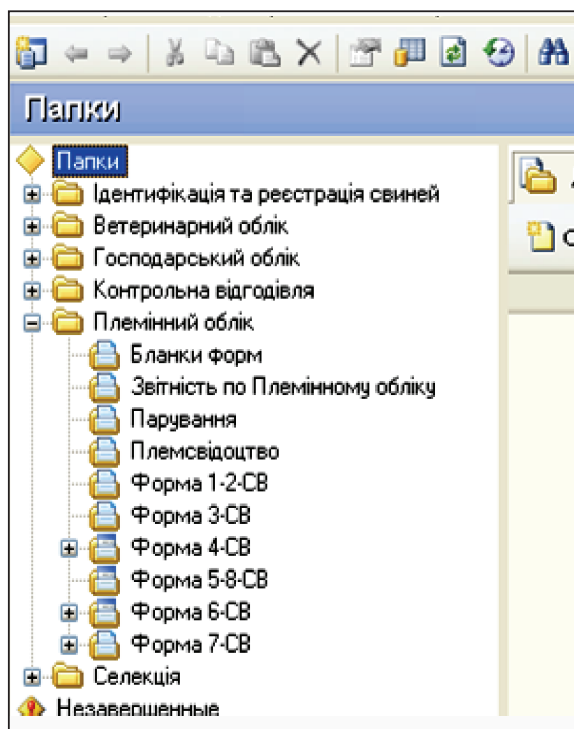 Папки
Папки
Ідентифікація та реєстрація свиней
Ветеринарний облік
Господарський облік
Контрольна відгодівля
Племінний облік
Бланки форм
Звітність по Племінному обліку
Парування
Племсвідоцтво
Форма 1-2-СВ
Форма 3-СВ
Форма 4-СВ
Форма 5-8-СВ
Форма 6-СВ
Форма 7-СВ
Селекція
Незавершенные